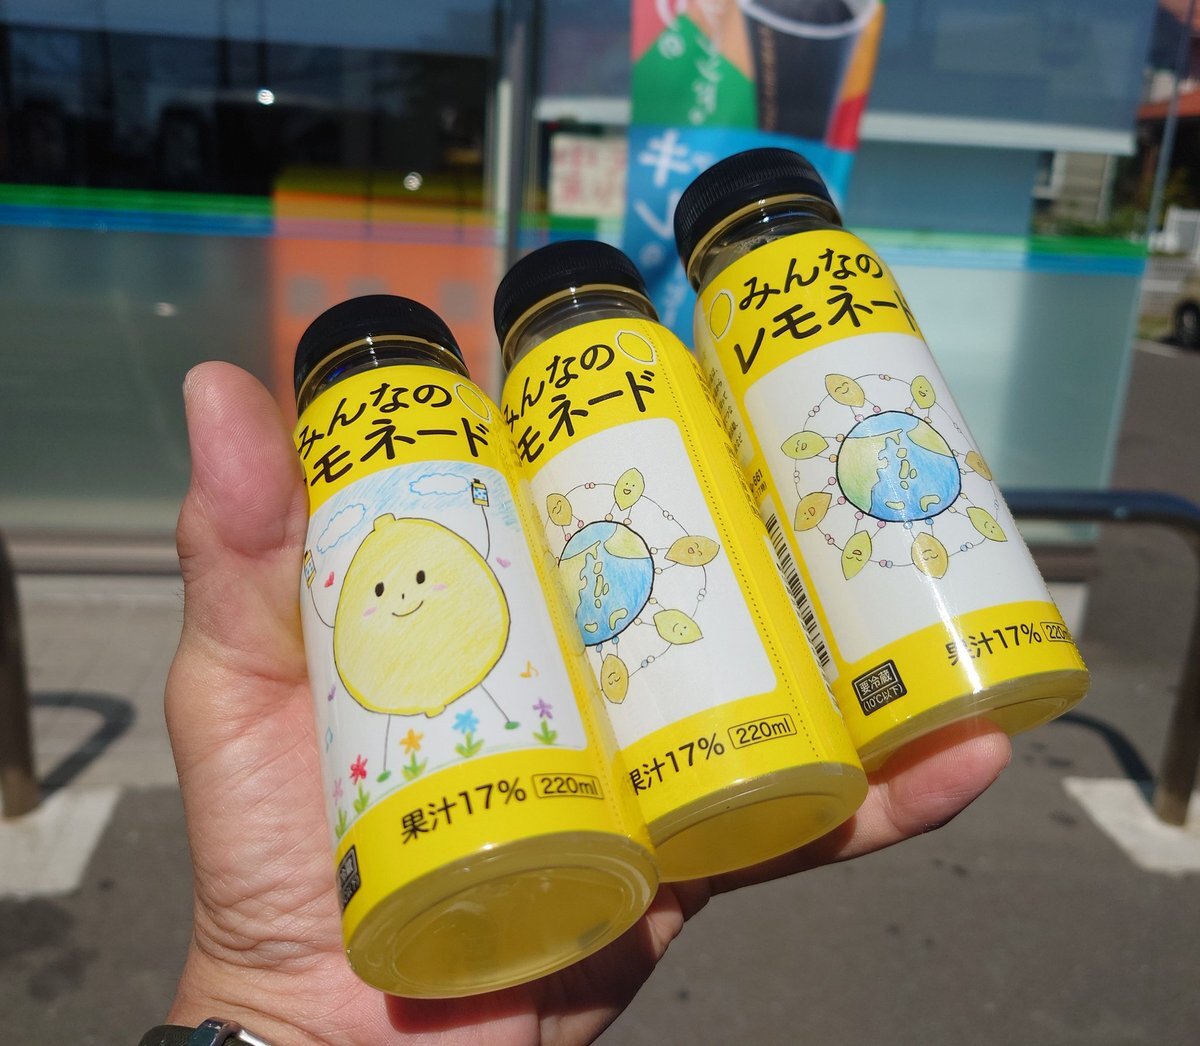 みんなの
モネード
果汁17% 220ml
みんなの
モネード
果汁17% 220ml
みんなの
レモネード
果汁17%
要冷蔵
(10℃以下)